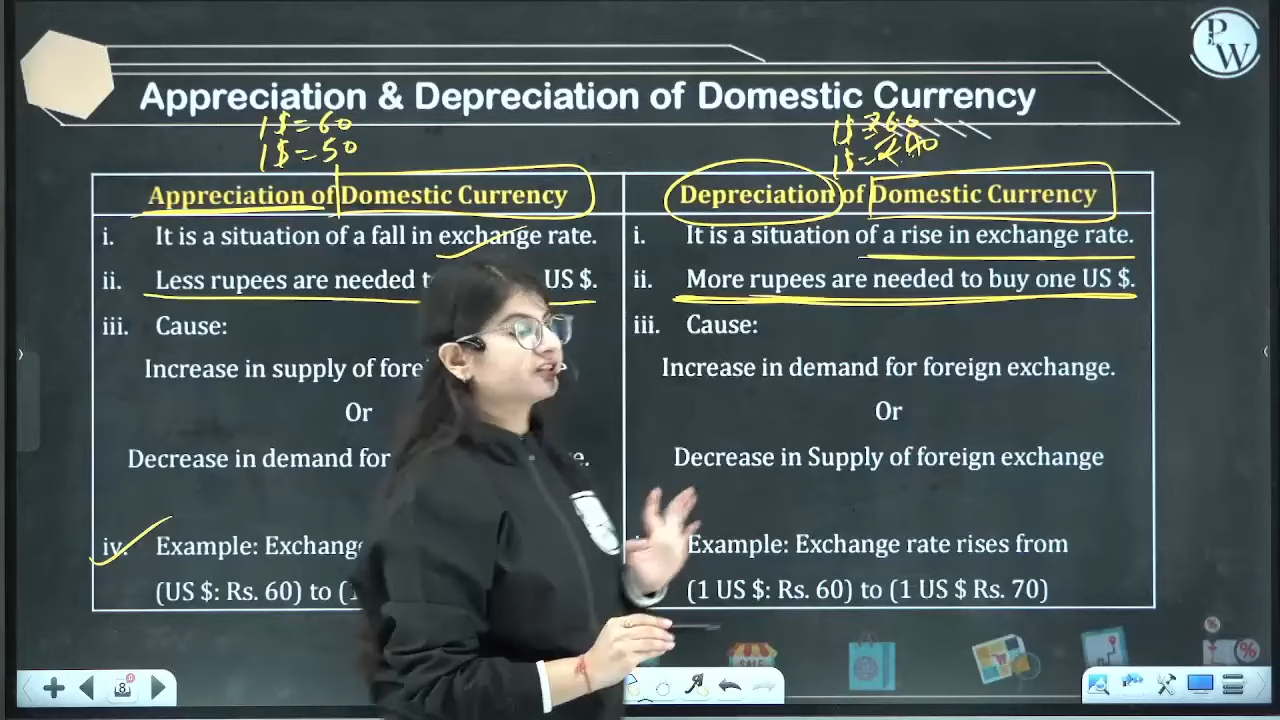 PW
Appreciation & Depreciation of Domestic Currency
1$=60
1$=50
1$=
1$=
Appreciation of Domestic Currency
i. It is a situation of a fall in exchange rate.
ii. Less rupees are needed US $.
iii. Cause:
Increase in supply of
Or
Decrease in demand for
iv. Example:
(US $: Rs. 60) to
Depreciation of Domestic Currency
i. It is a situation of a rise in exchange rate.
ii. More rupees are needed to buy one US $.
iii. Cause:
Increase in demand for foreign exchange.
Or
Decrease in Supply of foreign exchange
Example: Exchange rate rises from
(1 US $: Rs. 60) to (1 US $ Rs. 70)
SALE
%
%
8
0